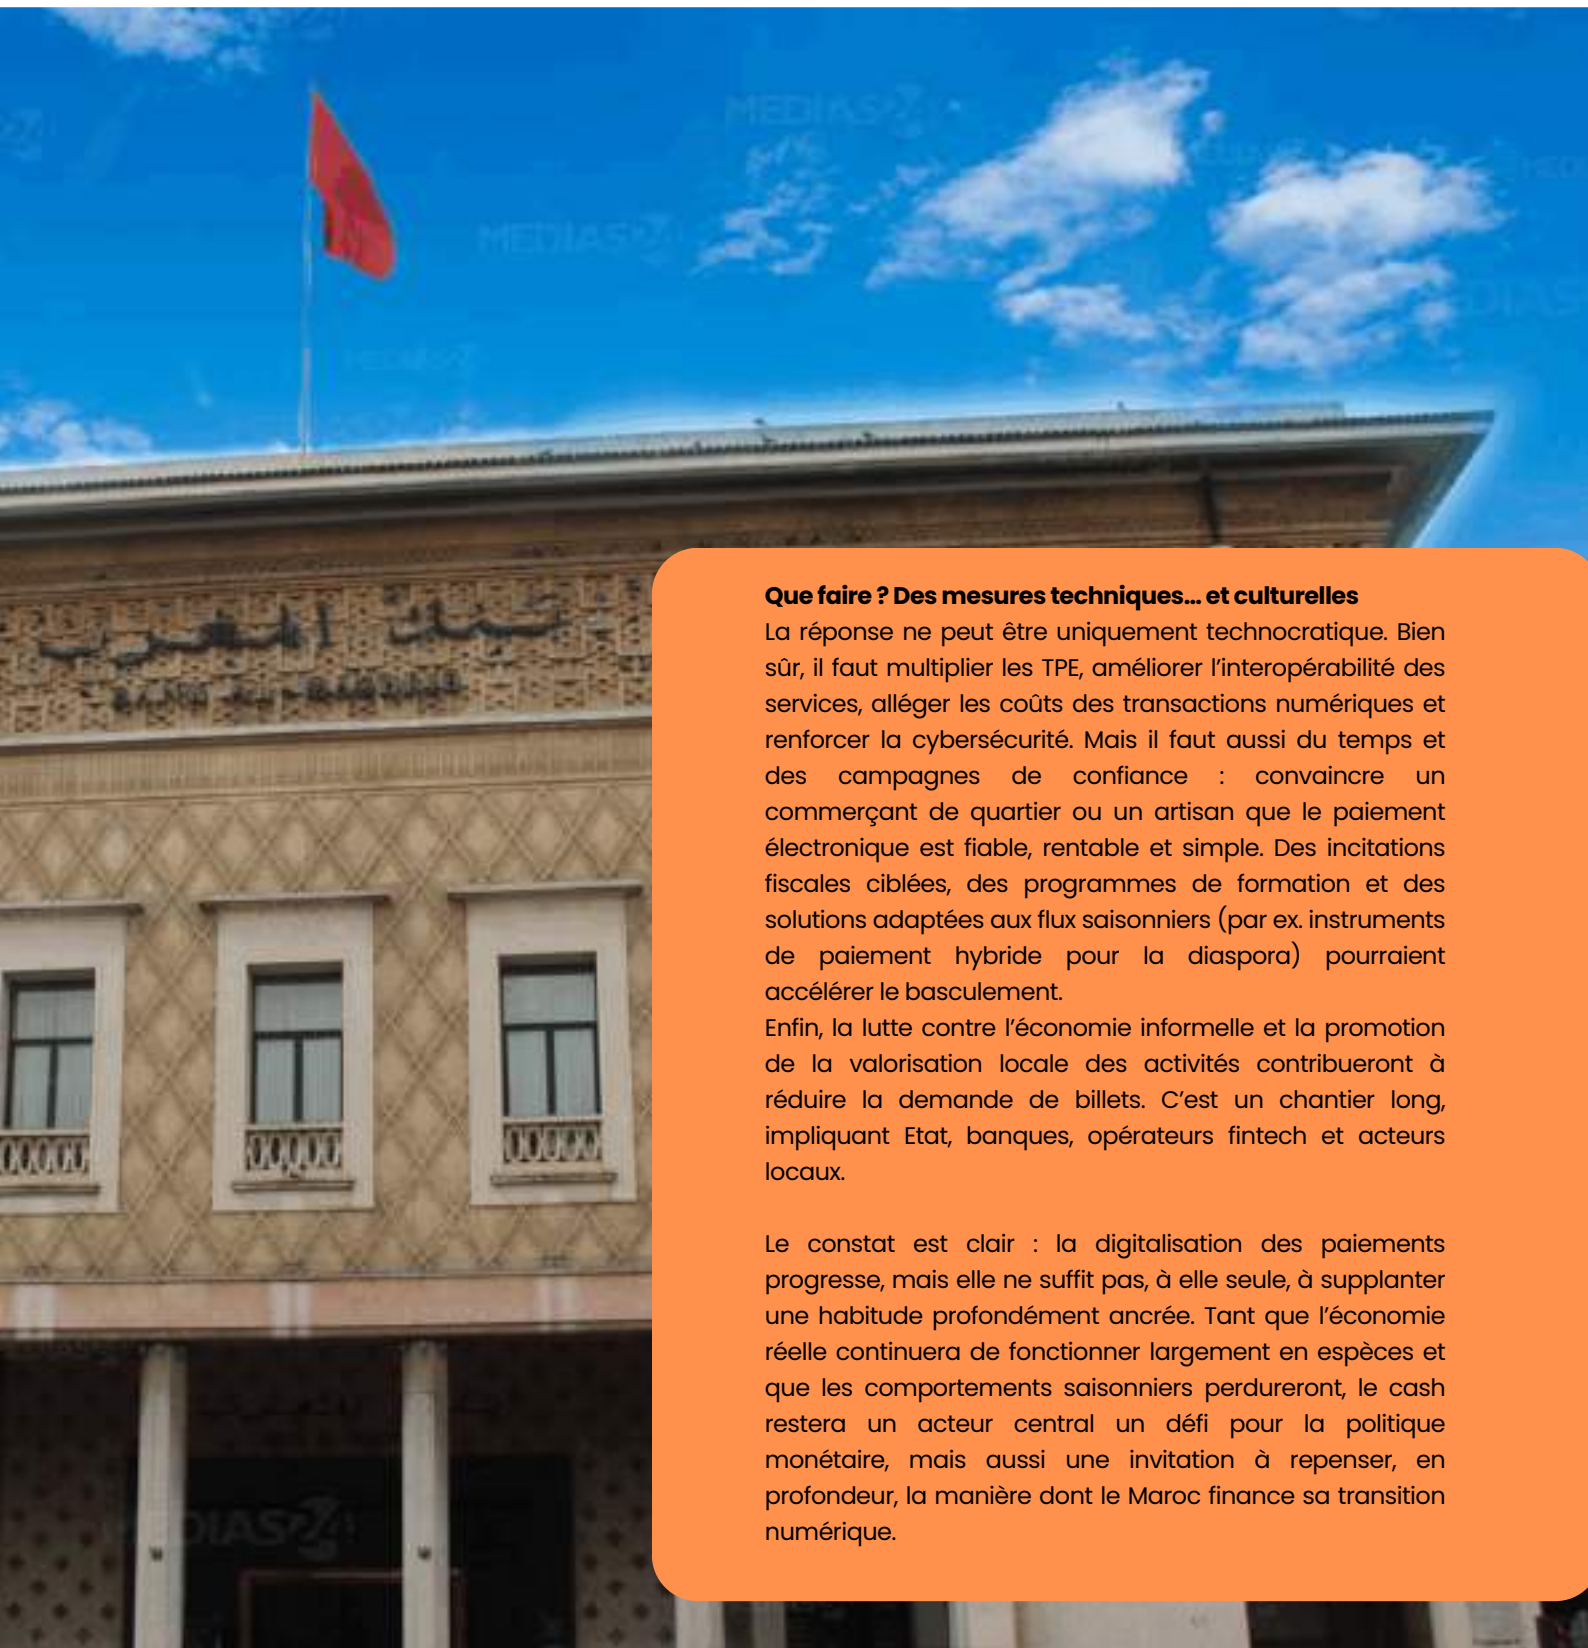 MEDIAS24
MEDIAS24
بنك المغرب
BANK AL-MAGHRIB
Que faire ? Des mesures techniques... et culturelles
La réponse ne peut être uniquement technocratique. Bien
sûr, il faut multiplier les TPE, améliorer l’interopérabilité des
services, alléger les coûts des transactions numériques et
renforcer la cybersécurité. Mais il faut aussi du temps et
des campagnes de confiance : convaincre un
commerçant de quartier ou un artisan que le paiement
électronique est fiable, rentable et simple. Des incitations
fiscales ciblées, des programmes de formation et des
solutions adaptées aux flux saisonniers (par ex. instruments
de paiement hybride pour la diaspora) pourraient
accélérer le basculement.
Enfin, la lutte contre l’économie informelle et la promotion
de la valorisation locale des activités contribueront à
réduire la demande de billets. C’est un chantier long,
impliquant Etat, banques, opérateurs fintech et acteurs
locaux.
Le constat est clair : la digitalisation des paiements
progresse, mais elle ne suffit pas, à elle seule, à supplanter
une habitude profondément ancrée. Tant que l’économie
réelle continuera de fonctionner largement en espèces et
que les comportements saisonniers perdureront, le cash
restera un acteur central un défi pour la politique
monétaire, mais aussi une invitation à repenser, en
profondeur, la manière dont le Maroc finance sa transition
numérique.
MEDIAS24